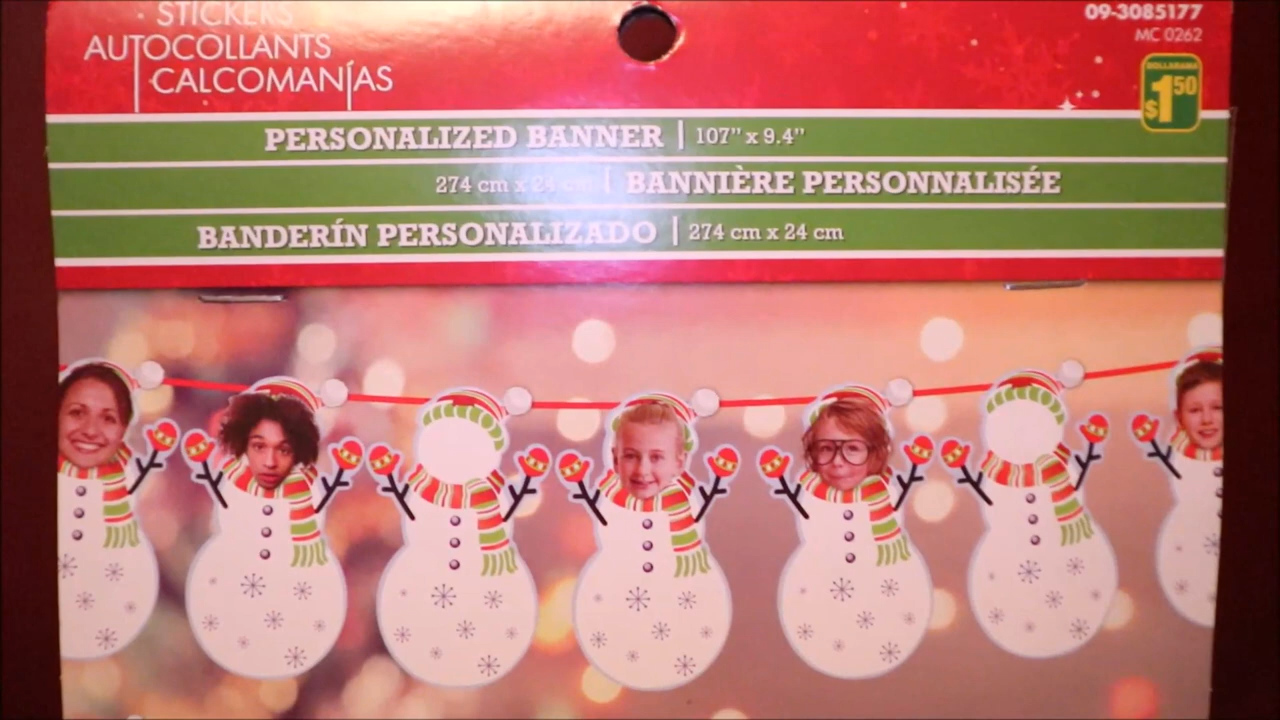 STICKERS
AUTOCOLLANTS
CALCOMANÍAS
09-3085177
MC 0262
DOLLARAMA
$1.50
PERSONALIZED BANNER | 107" x 9.4"
274 cm x 24 cm | BANNIÈRE PERSONNALISÉE
BANDERÍN PERSONALIZADO | 274 cm x 24 cm